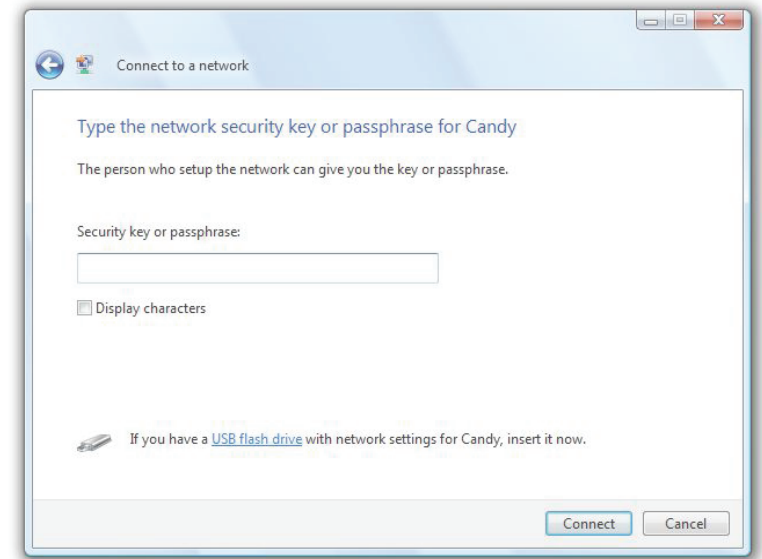 Connect to a network
Type the network security key or passphrase for Candy
The person who setup the network can give you the key or passphrase.
Security key or passphrase:
Display characters
If you have a USB flash drive with network settings for Candy, insert it now.
Connect
Cancel